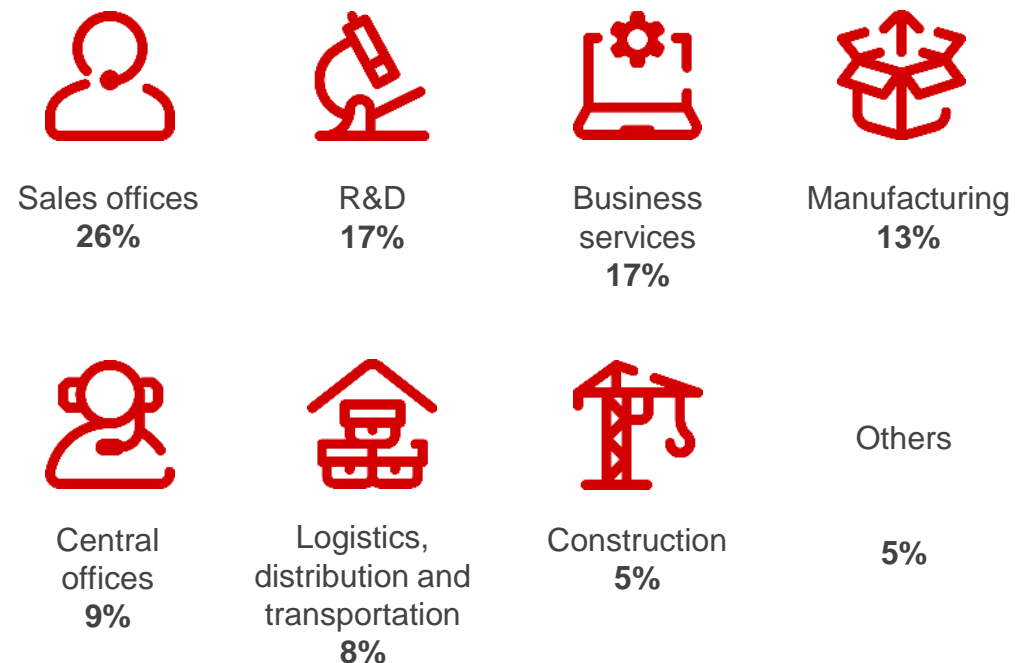 Sales offices
26%
R&D
17%
Business
services
17%
Manufacturing
13%
Central
offices
9%
Logistics,
distribution and
transportation
8%
Construction
5%
Others
5%